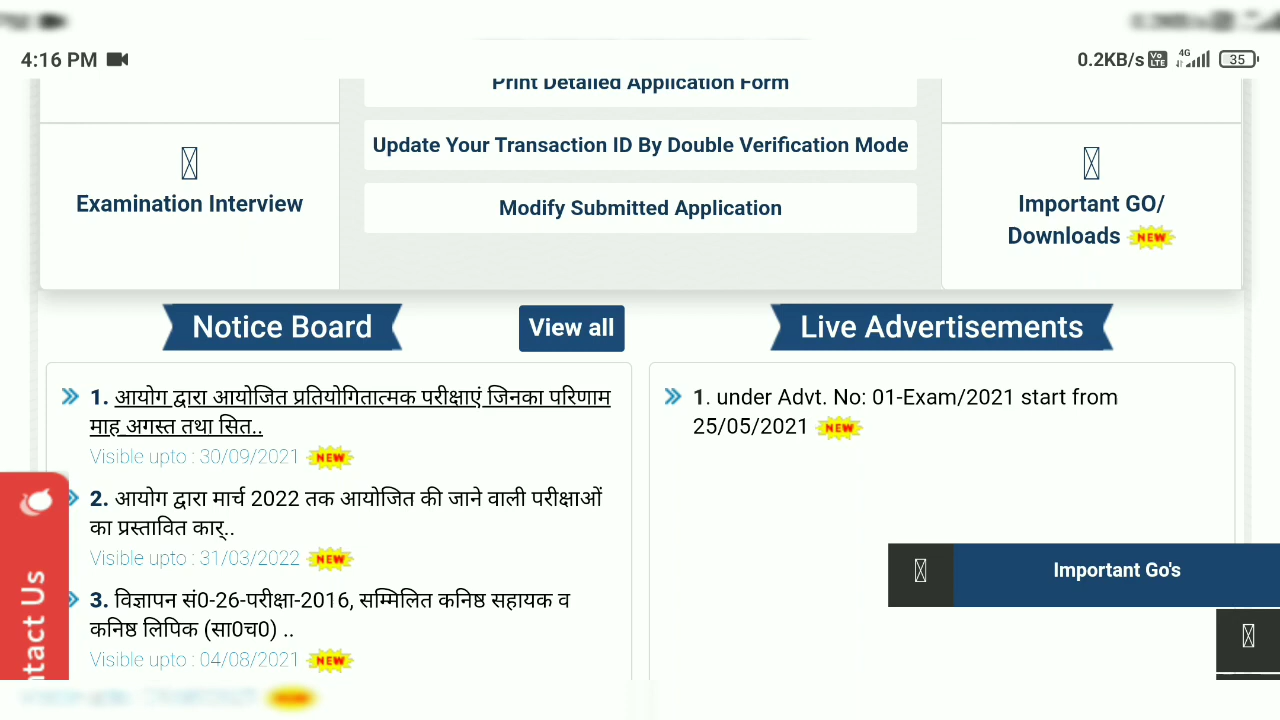 4:16 PM
0.2KB/s Vo LTE 4G 35
Print Detailed Application Form
Update Your Transaction ID By Double Verification Mode
Modify Submitted Application
Examination Interview
Important GO/
Downloads NEW
Notice Board
View all
Live Advertisements
1. आयोग द्वारा आयोजित प्रतियोगितात्मक परीक्षाएं जिनका परिणाम
माह अगस्त तथा सित..
Visible upto : 30/09/2021 NEW
2. आयोग द्वारा मार्च 2022 तक आयोजित की जाने वाली परीक्षाओं
का प्रस्तावित कार्..
Visible upto : 31/03/2022 NEW
3. विज्ञापन सं0-26-परीक्षा-2016, सम्मिलित कनिष्ठ सहायक व
कनिष्ठ लिपिक (सा0च0) ..
Visible upto : 04/08/2021 NEW
1. under Advt. No: 01-Exam/2021 start from
25/05/2021 NEW
Important Go's
ntact Us